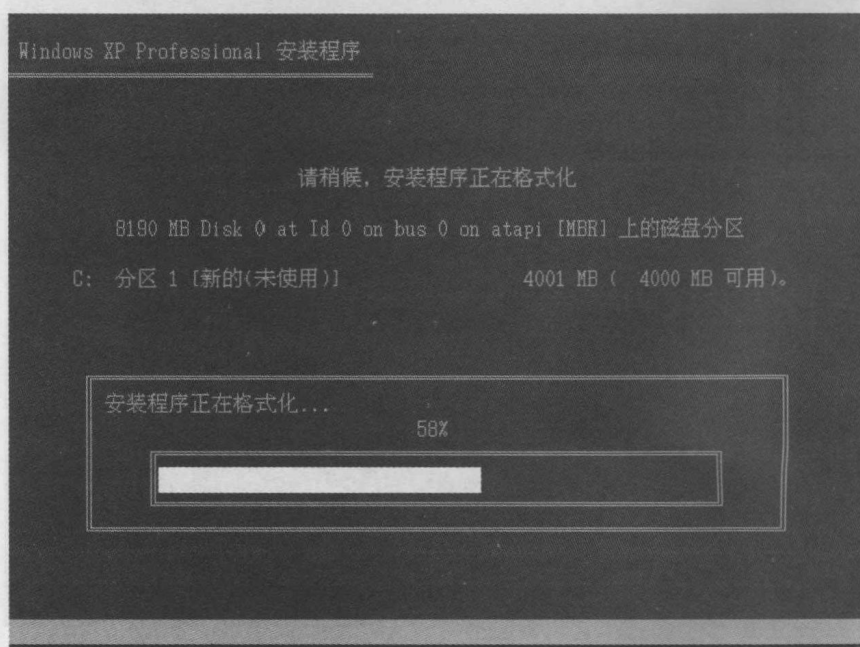 Windows XP Professional 安装程序
请稍候，安装程序正在格式化
8190 MB Disk 0 at Id 0 on bus 0 on atapi [MBR] 上的磁盘分区
C: 分区 1 [新的(未使用)] 4001 MB ( 4000 MB 可用)。
安装程序正在格式化...
58%